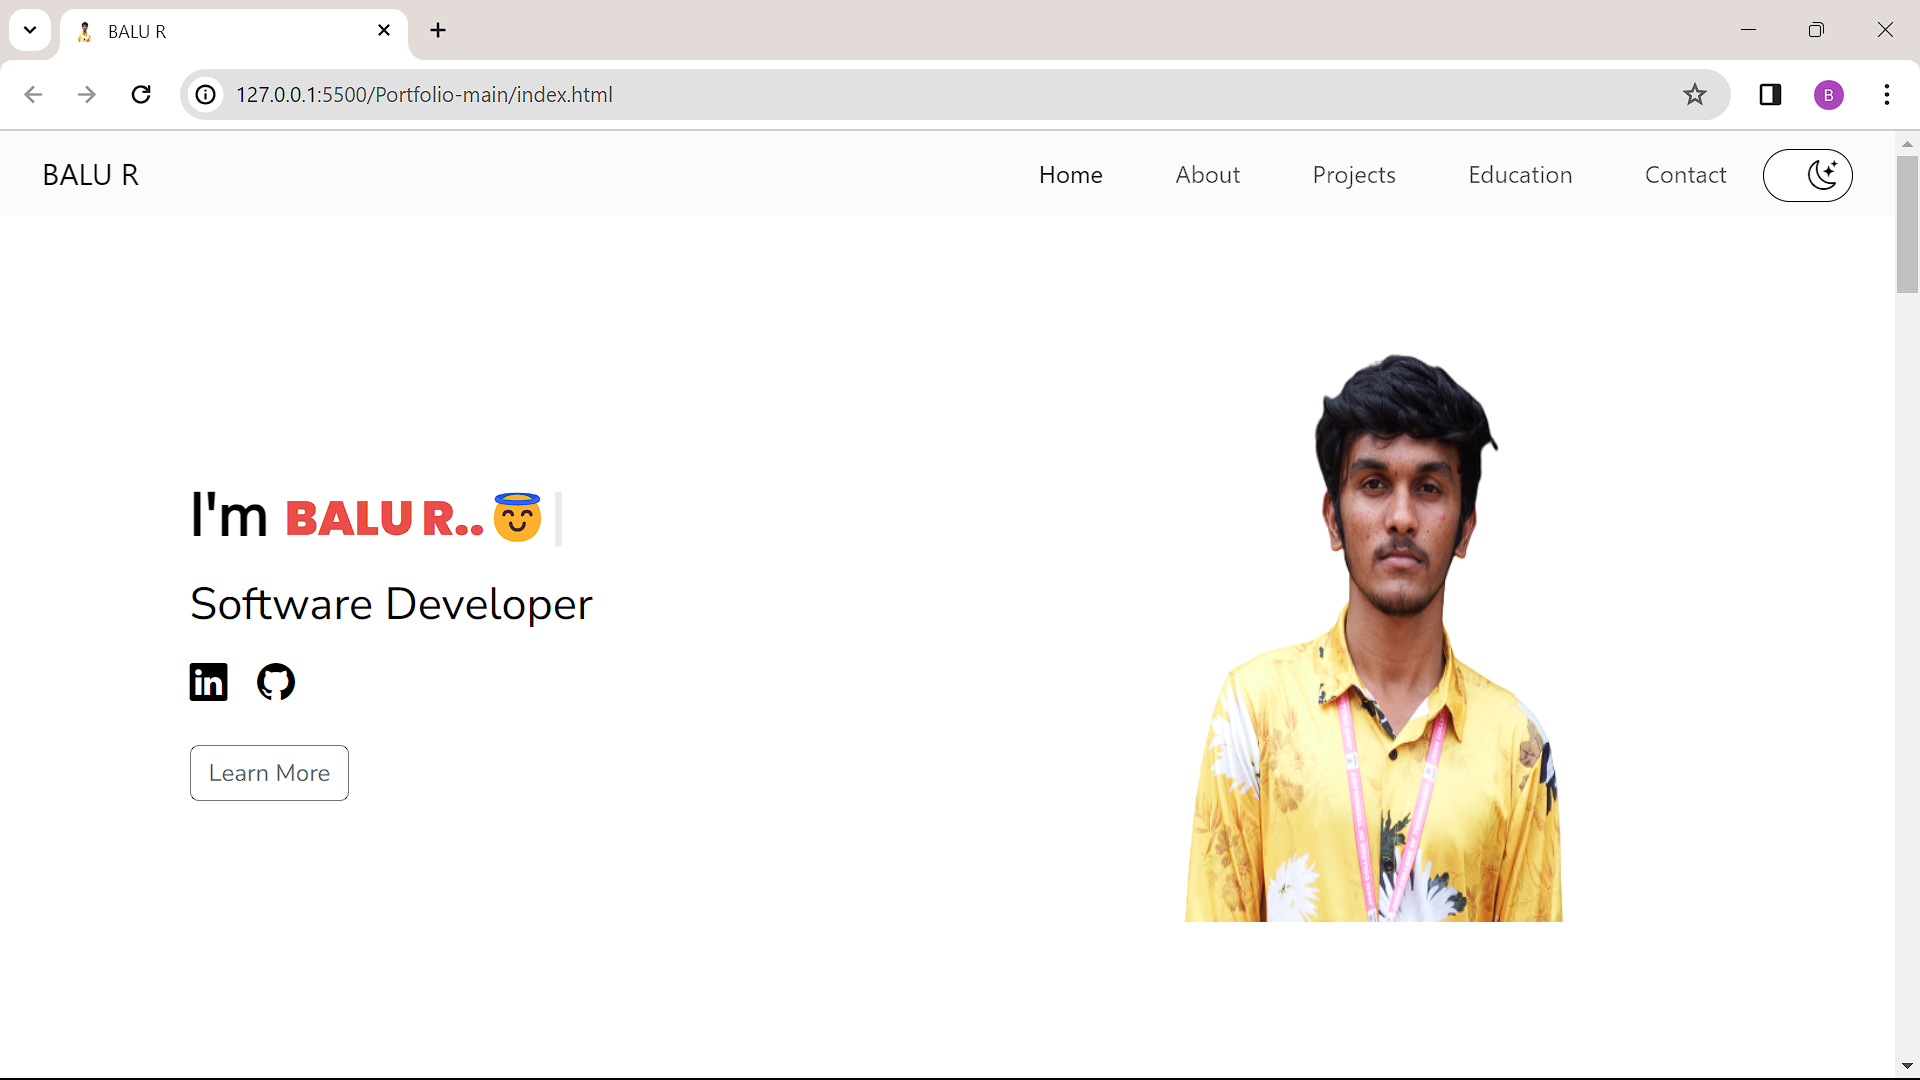 BALU R
127.0.0.1:5500/Portfolio-main/index.html
B
BALU R
Home About Projects Education Contact
I'm BALU R..😇
Software Developer
in
Learn More